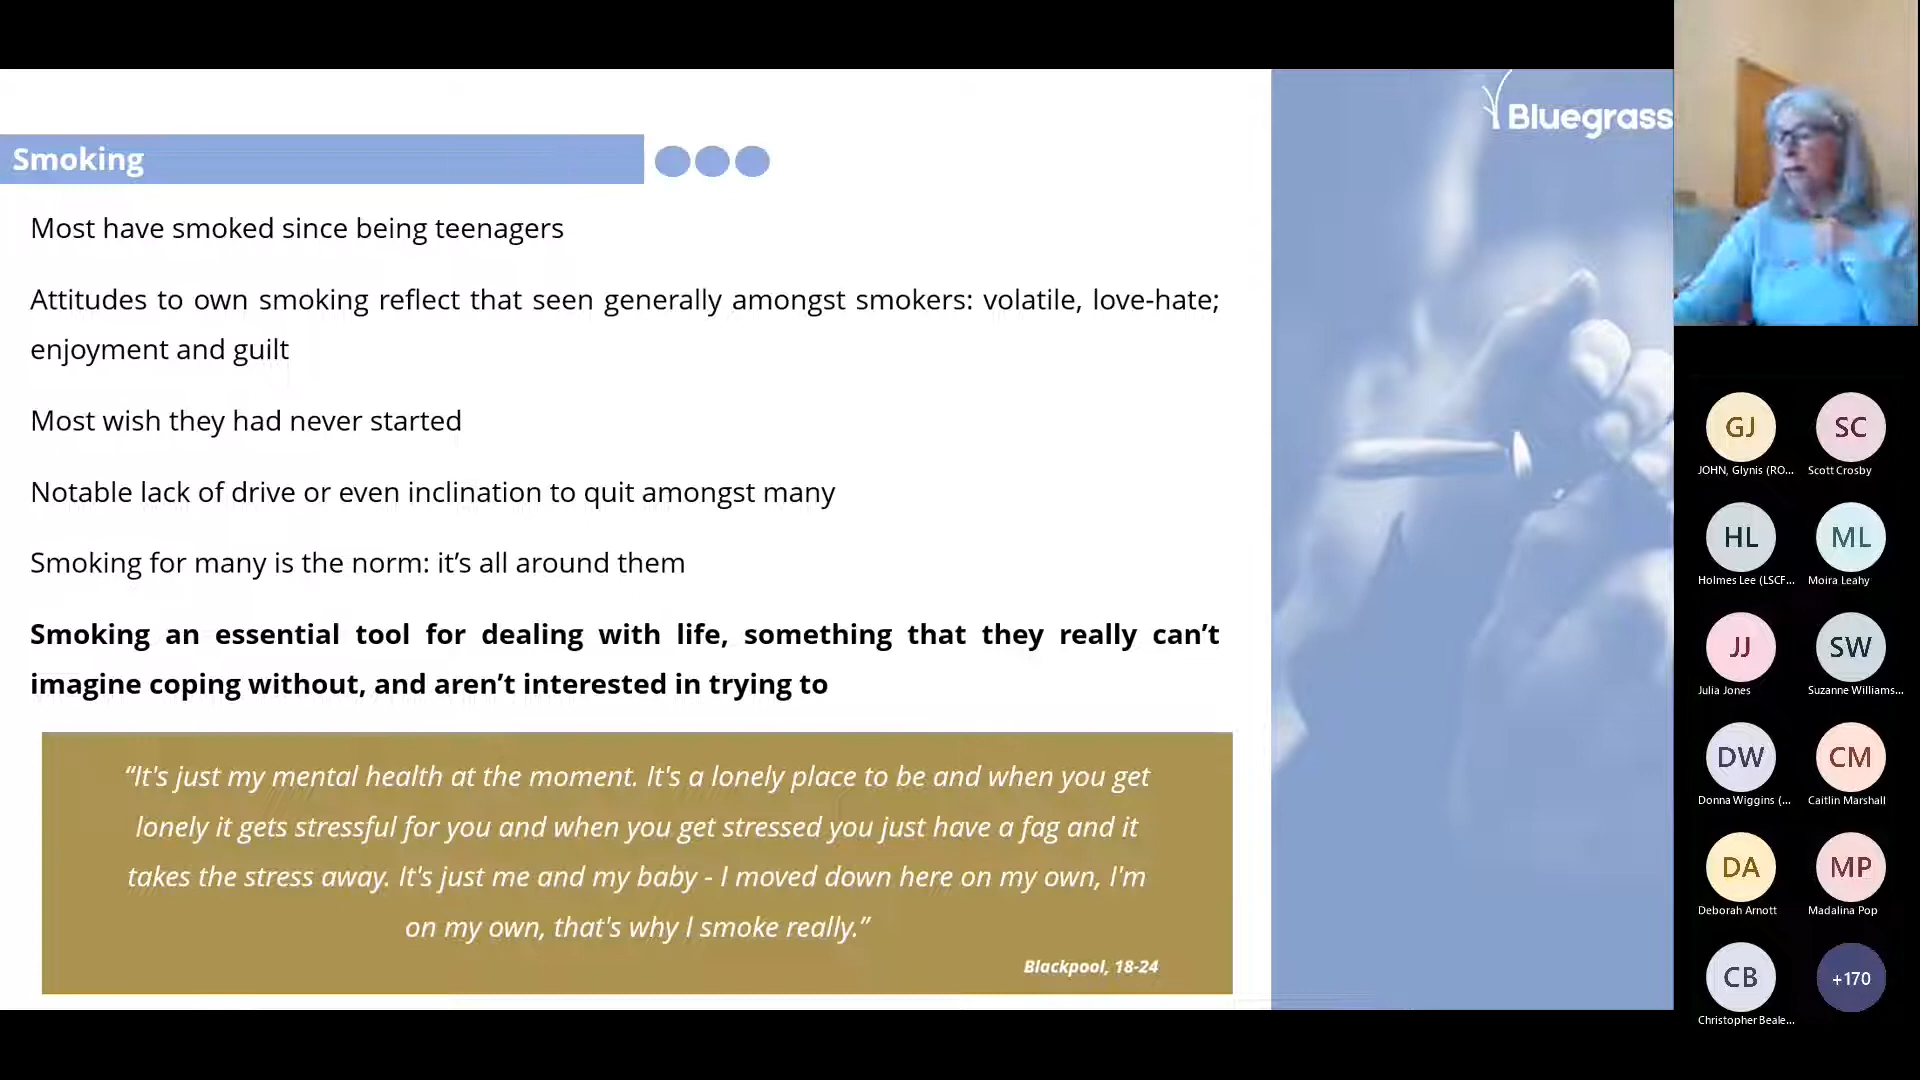 Bluegrass
Smoking
Most have smoked since being teenagers
Attitudes to own smoking reflect that seen generally amongst smokers: volatile, love-hate;
enjoyment and guilt
Most wish they had never started
Notable lack of drive or even inclination to quit amongst many
Smoking for many is the norm: it’s all around them
Smoking an essential tool for dealing with life, something that they really can’t
imagine coping without, and aren’t interested in trying to
“It's just my mental health at the moment. It's a lonely place to be and when you get
lonely it gets stressful for you and when you get stressed you just have a fag and it
takes the stress away. It's just me and my baby - I moved down here on my own, I'm
on my own, that's why I smoke really.”
Blackpool, 18-24
GJ
JOHN, Glynis (RO...
SC
Scott Crosby
HL
Holmes Lee (LSCF...
ML
Moira Leahy
JJ
Julia Jones
SW
Suzanne Williams...
DW
Donna Wiggins (...
CM
Caitlin Marshall
DA
Deborah Arnott
MP
Madalina Pop
CB
Christopher Beale...
+170